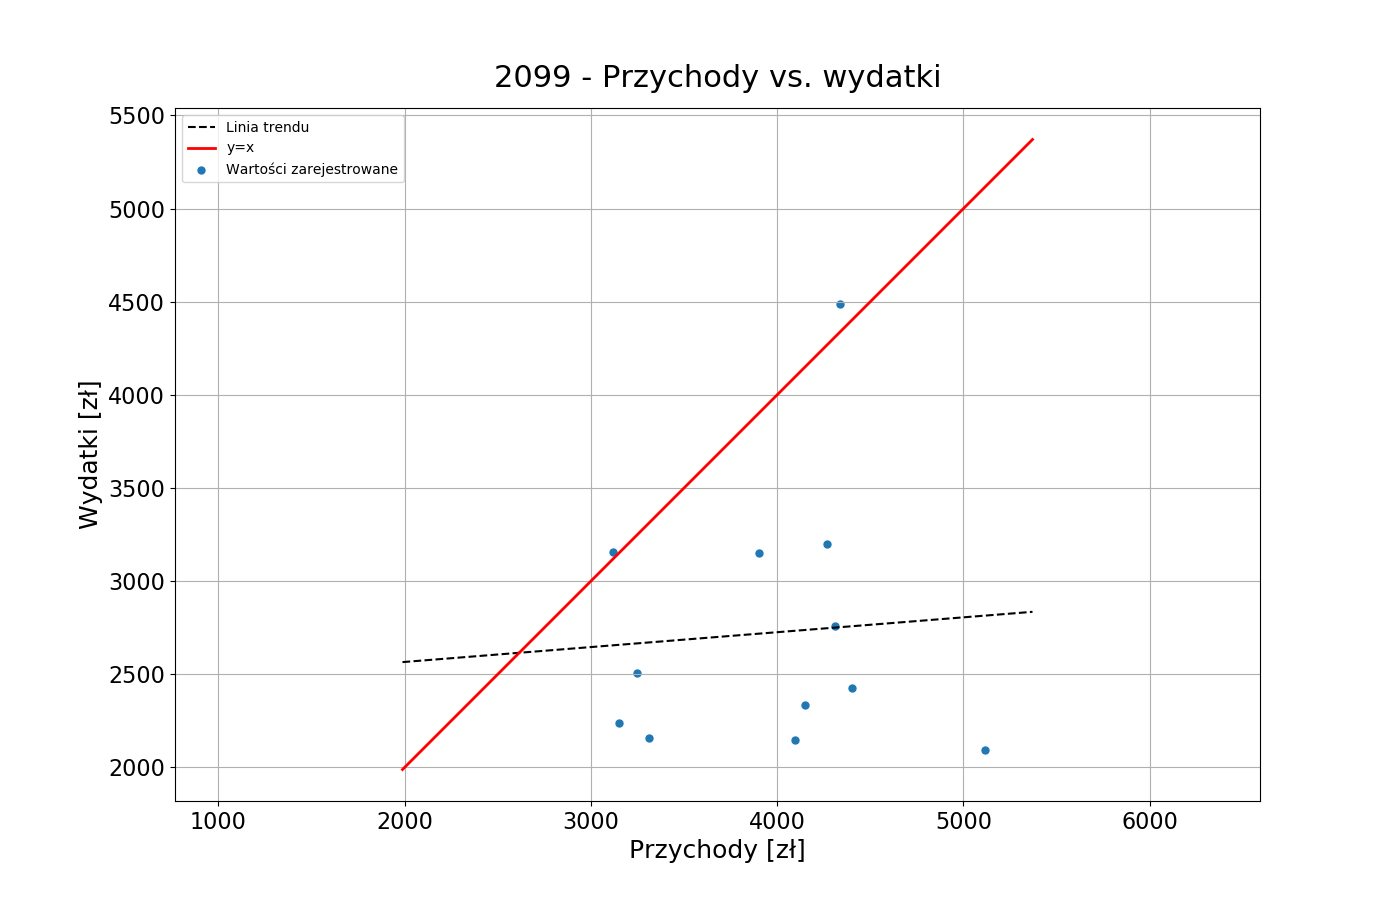 2099 - Przychody vs. wydatki
Linia trendu
y=x
Wartości zarejestrowane
Wydatki [zł]
5500
5000
4500
4000
3500
3000
2500
2000
1000 2000 3000 4000 5000 6000
Przychody [zł]